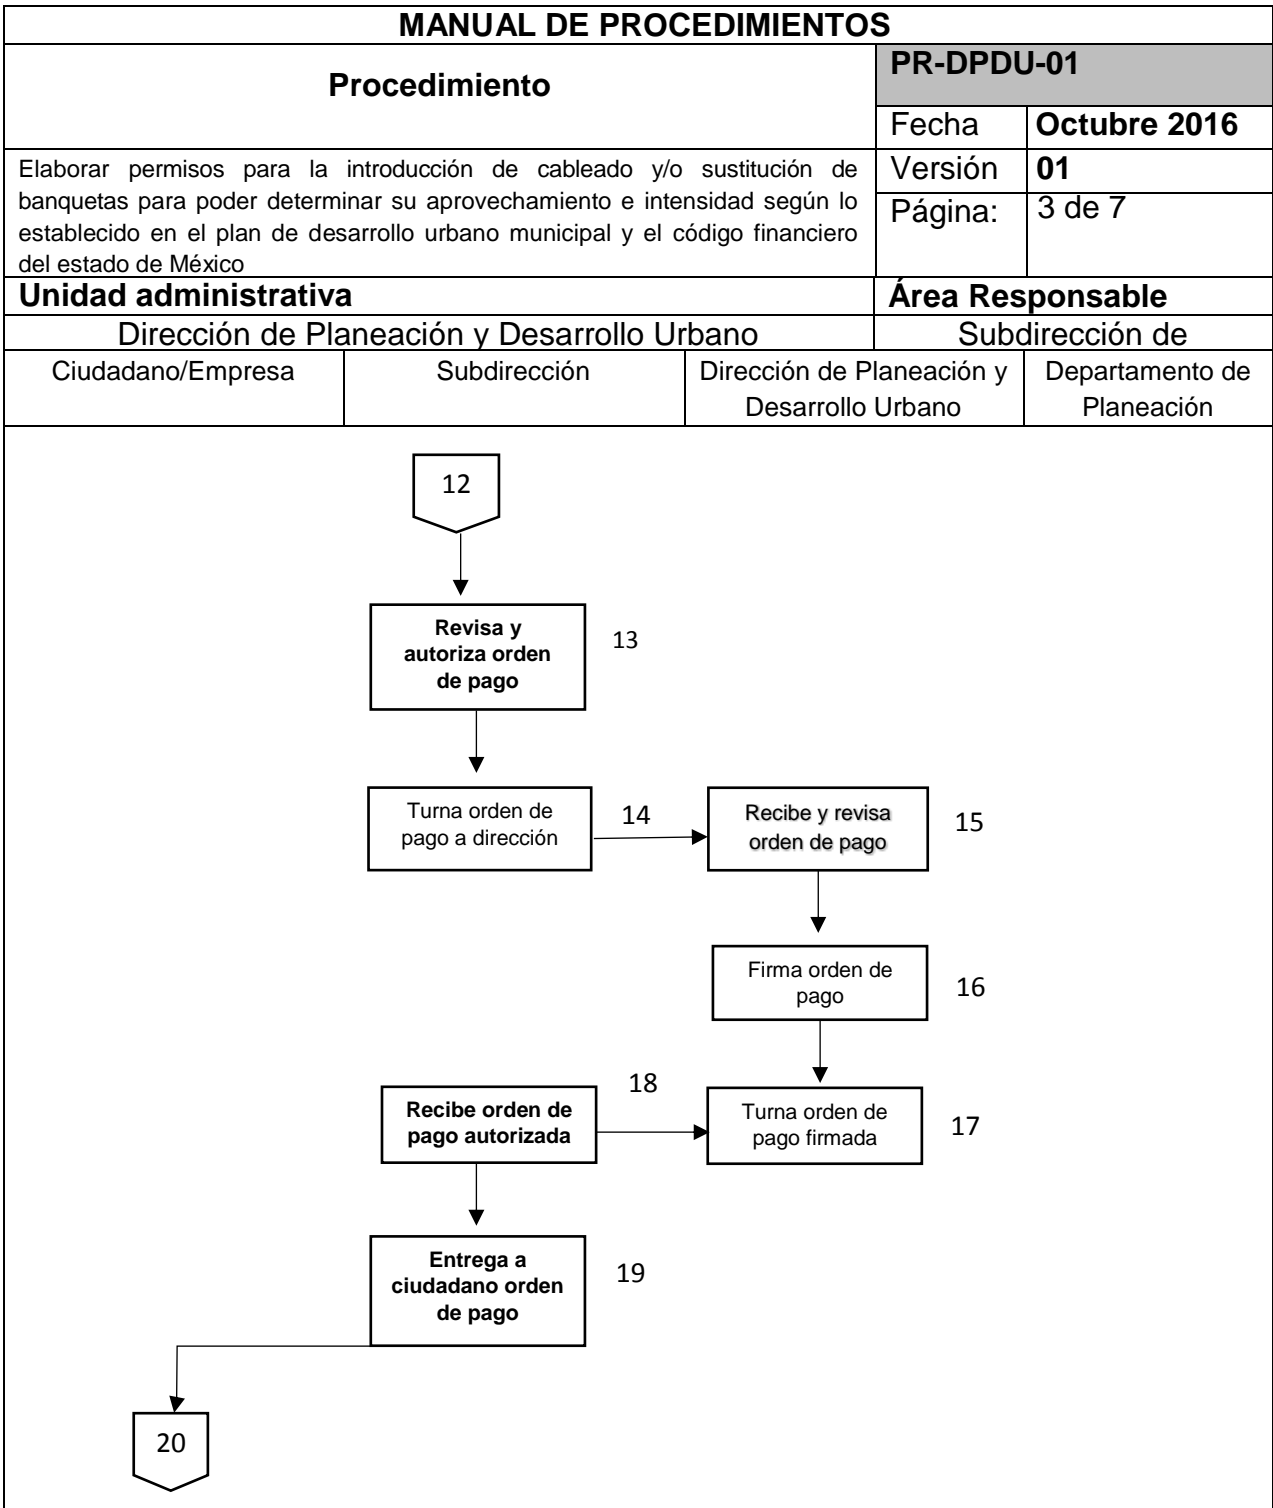 MANUAL DE PROCEDIMIENTOS
Procedimiento
PR-DPDU-01
Fecha
Octubre 2016
Elaborar permisos para la introducción de cableado y/o sustitución de
banquetas para poder determinar su aprovechamiento e intensidad según lo
establecido en el plan de desarrollo urbano municipal y el código financiero
del estado de México
Versión
01
Página:
3 de 7
Unidad administrativa
Área Responsable
Dirección de Planeación y Desarrollo Urbano
Subdirección de
Ciudadano/Empresa
Subdirección
Dirección de Planeación y
Desarrollo Urbano
Departamento de
Planeación
12
Revisa y
autoriza orden
de pago
13
Turna orden de
pago a dirección
14
Recibe y revisa
orden de pago
15
Firma orden de
pago
16
18
Recibe orden de
pago autorizada
Turna orden de
pago firmada
17
Entrega a
ciudadano orden
de pago
19
20